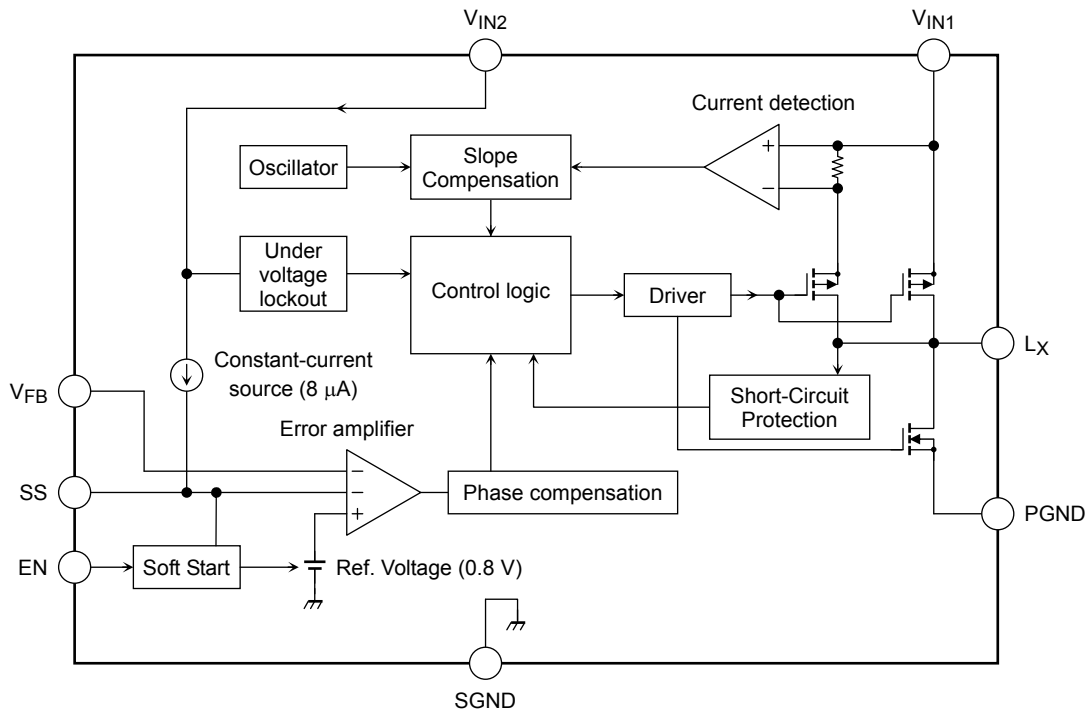 VIN2
VIN1
Current detection
Oscillator
Slope
Compensation
+
−
Under
voltage
lockout
Control logic
Driver
LX
Constant-current
source (8 μA)
VFB
Short-Circuit
Protection
Error amplifier
−
SS
−
Phase compensation
+
PGND
EN
Soft Start
Ref. Voltage (0.8 V)
SGND